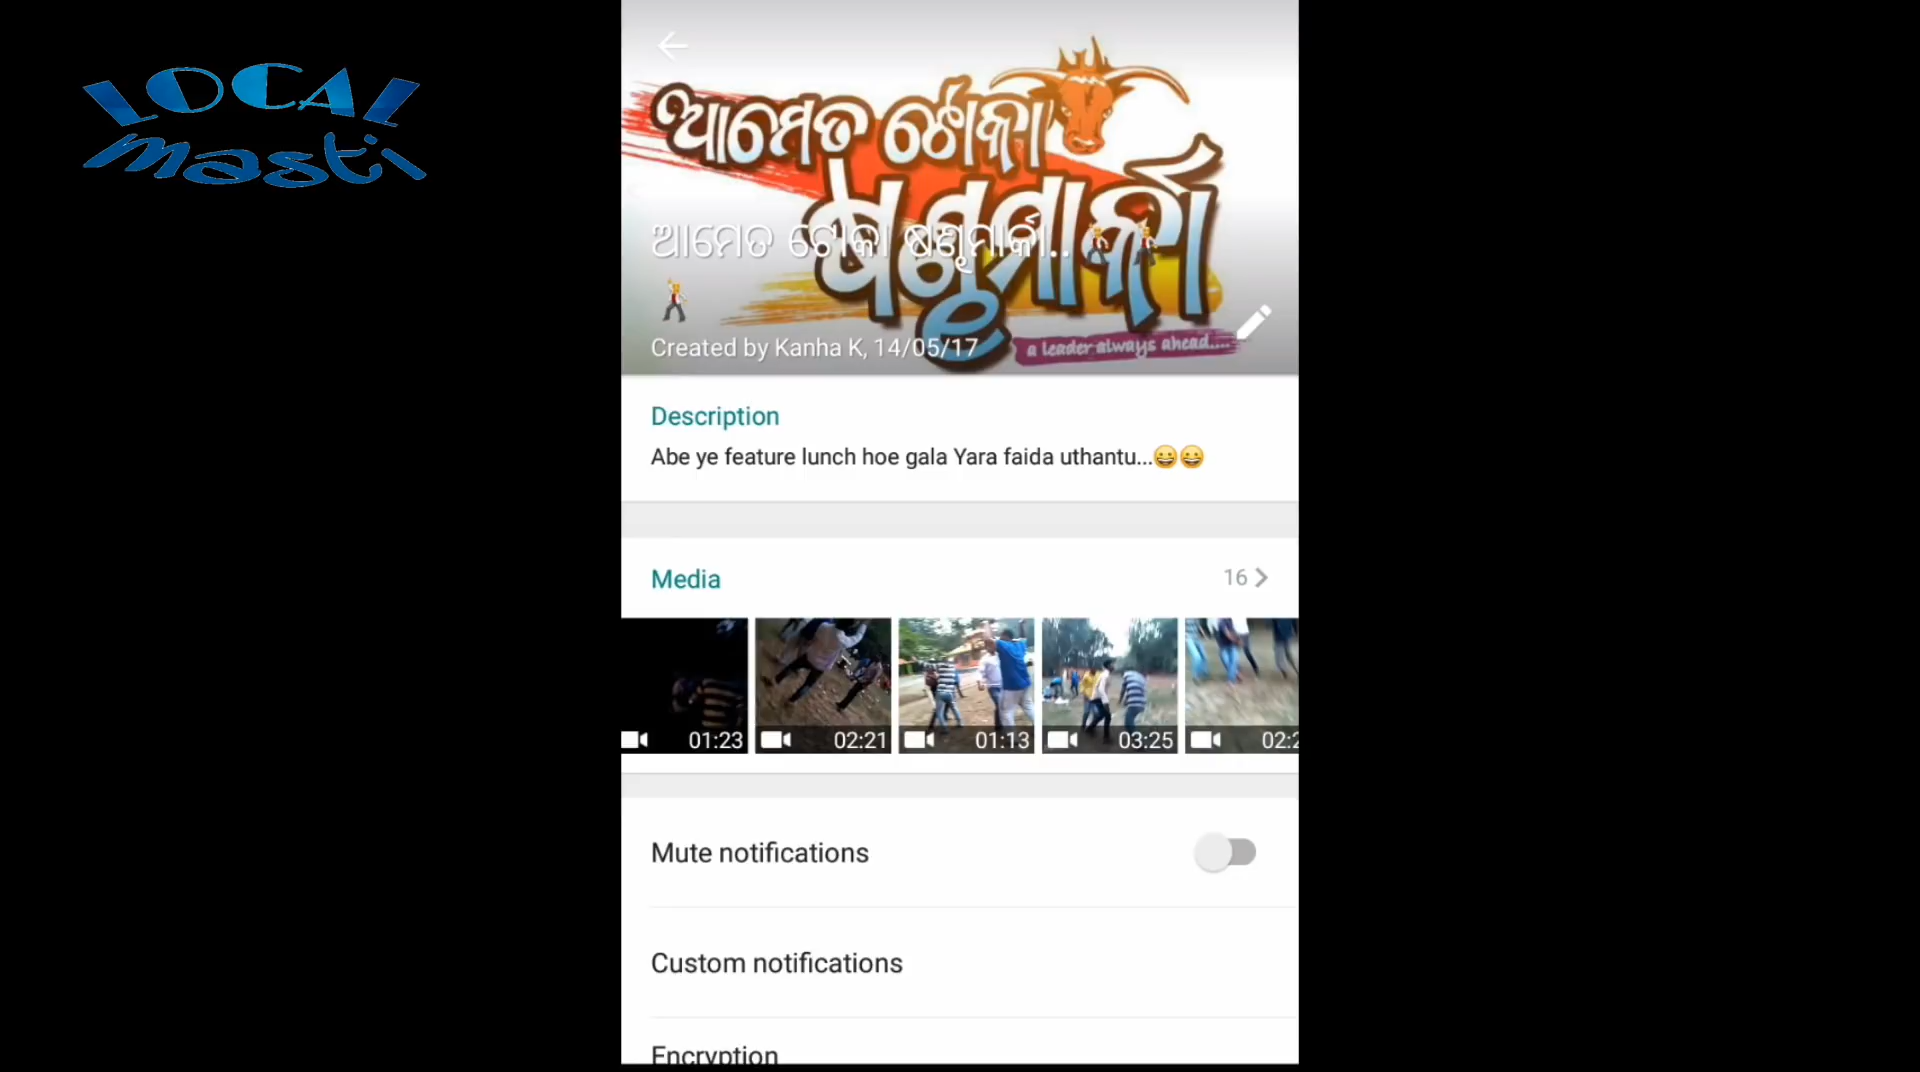 LOCAL
masti
ଆମେତ ଟୋକା
ଷଣ୍ଢମାର୍କା
ଆମେତ ଟୋକା ଷଣ୍ଢମାର୍କା..
Created by Kanha K, 14/05/17
a leader always ahead....
Description
Abe ye feature lunch hoe gala Yara faida uthantu...😀😀
Media
16
01:23
02:21
01:13
03:25
02:2
Mute notifications
Custom notifications
Encryption